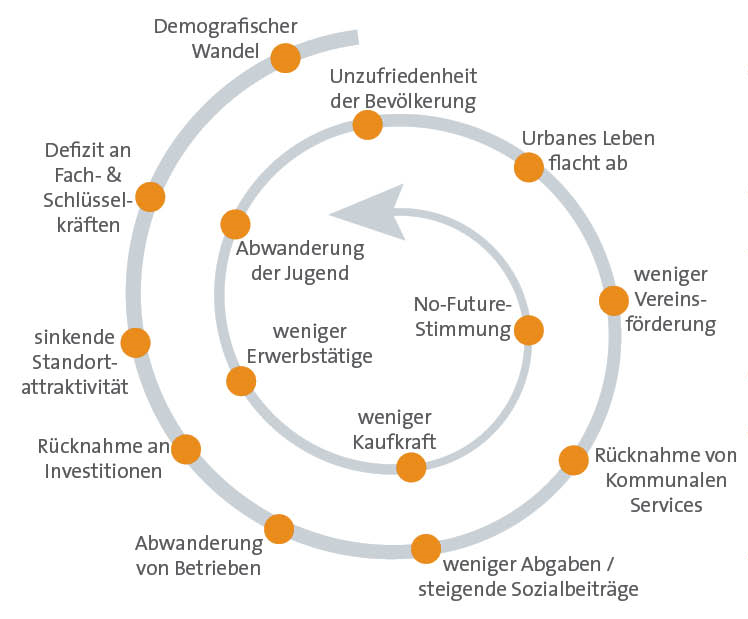 Demografischer
Wandel
Defizit an
Fach- &
Schlüssel-
kräften
sinkende
Standort-
attraktivität
Rücknahme an
Investitionen
Abwanderung
von Betrieben
weniger Abgaben /
steigende Sozialbeiträge
Rücknahme von
Kommunalen
Services
weniger
Vereins-
förderung
Urbanes Leben
flacht ab
Unzufriedenheit
der Bevölkerung
Abwanderung
der Jugend
weniger
Erwerbstätige
weniger
Kaufkraft
No-Future-
Stimmung